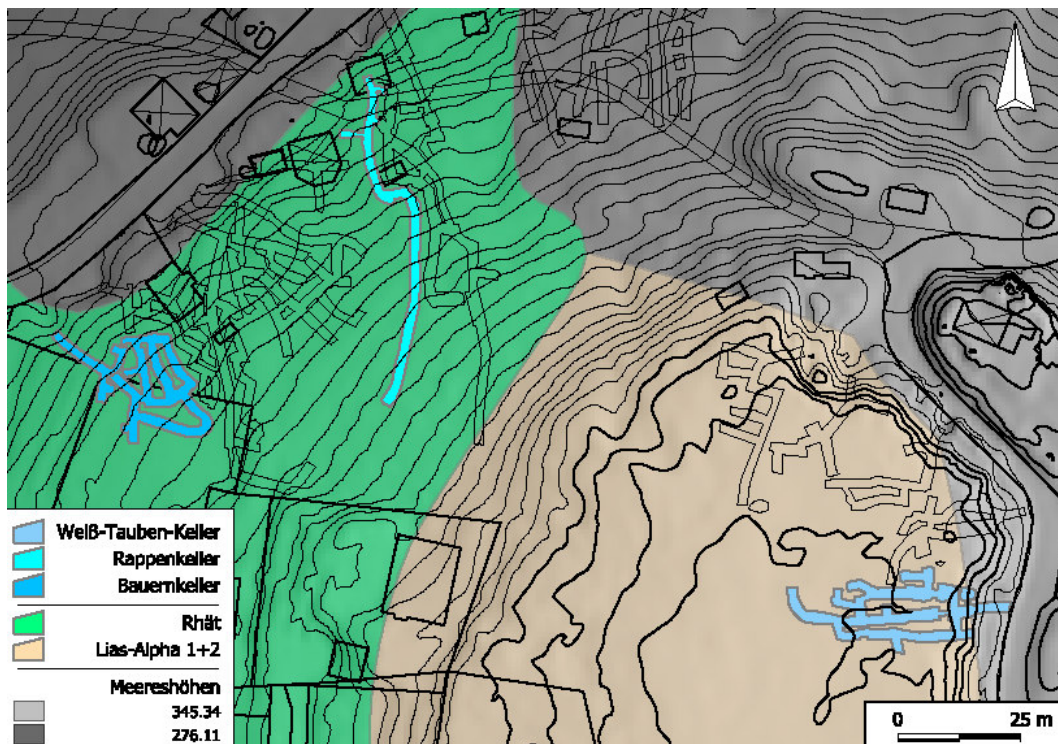 Weiß-Tauben-Keller
Rappenkeller
Bauernkeller
Rhät
Lias-Alpha 1+2
Meereshöhen
345.34
276.11
0 25 m